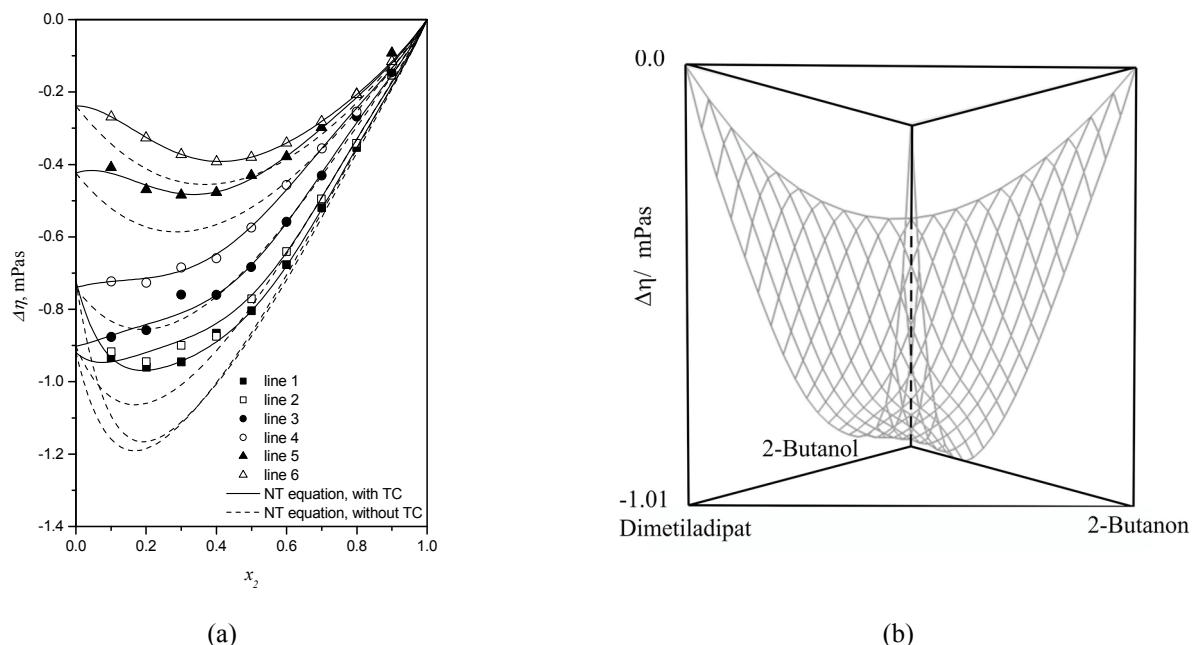 0.0
-0.2
-0.4
-0.6
-0.8
-1.0
-1.2
-1.4
Δη, mPas
0.0 0.2 0.4 0.6 0.8 1.0
x2
line 1
line 2
line 3
line 4
line 5
line 6
NT equation, with TC
NT equation, without TC
(a)
0.0
Δη/ mPas
2-Butanol
-1.01
Dimetiladipat
2-Butanon
(b)